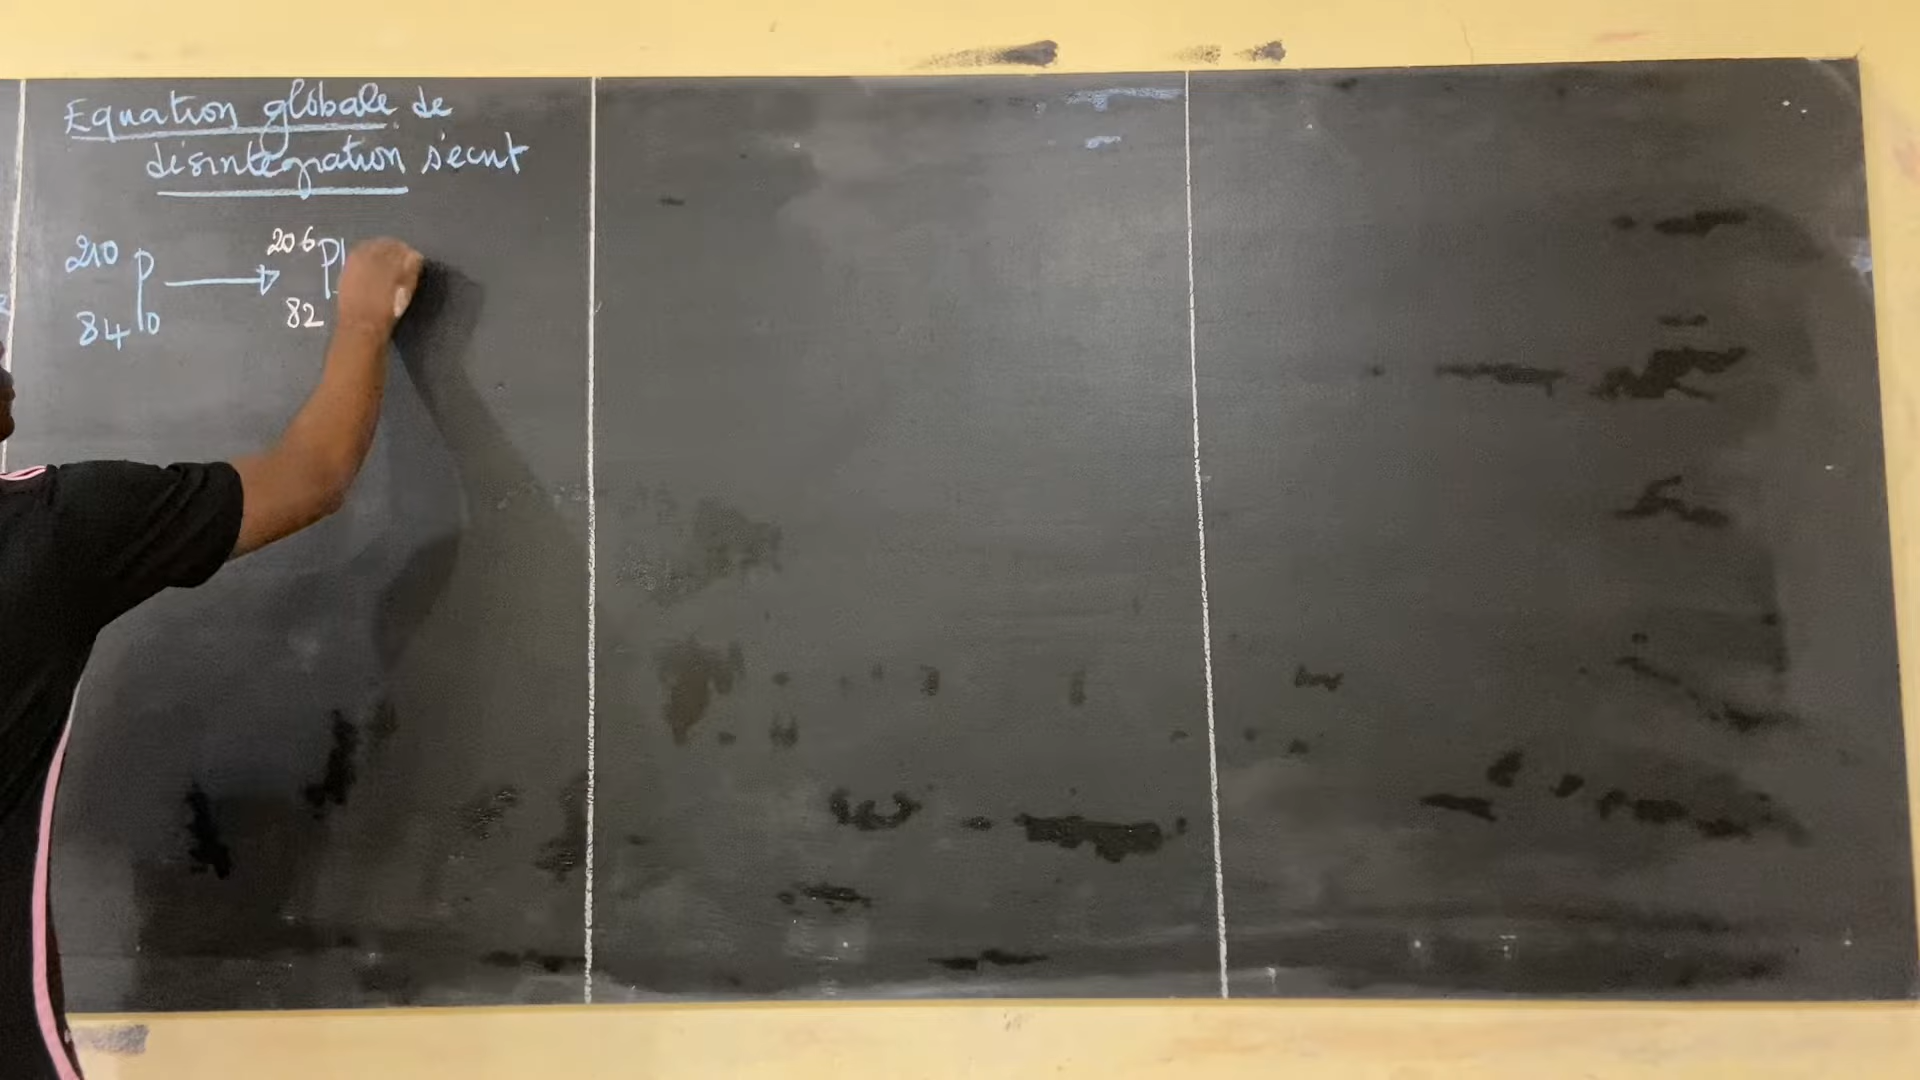 Equation globale de
désintégration s'écrit
210 84 Po → 206 82 Pb